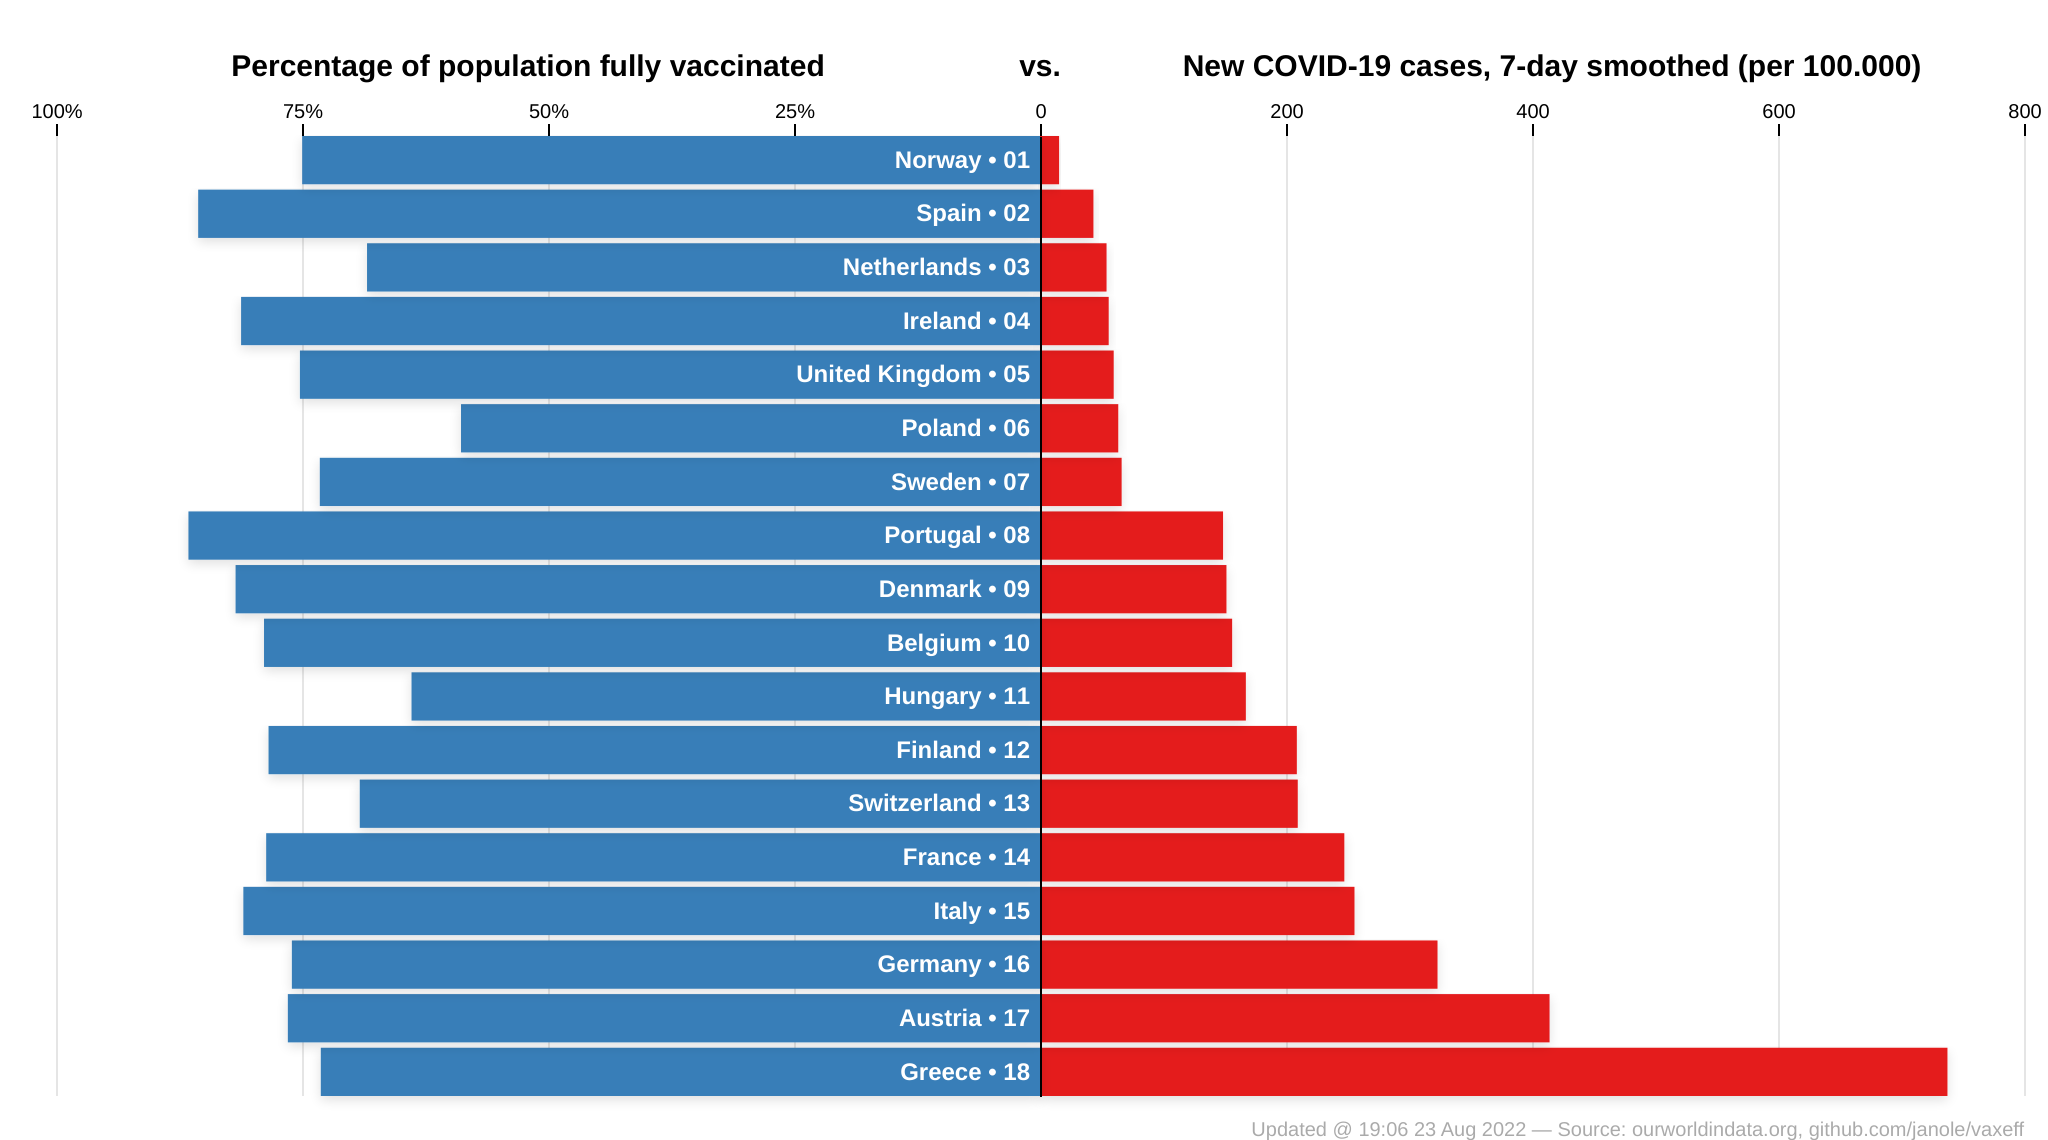 Percentage of population fully vaccinated vs. New COVID-19 cases, 7-day smoothed (per 100.000)
100% 75% 50% 25% 0 200 400 600 800
Norway • 01
Spain • 02
Netherlands • 03
Ireland • 04
United Kingdom • 05
Poland • 06
Sweden • 07
Portugal • 08
Denmark • 09
Belgium • 10
Hungary • 11
Finland • 12
Switzerland • 13
France • 14
Italy • 15
Germany • 16
Austria • 17
Greece • 18
Updated @ 19:06 23 Aug 2022 — Source: ourworldindata.org, github.com/janole/vaxeff